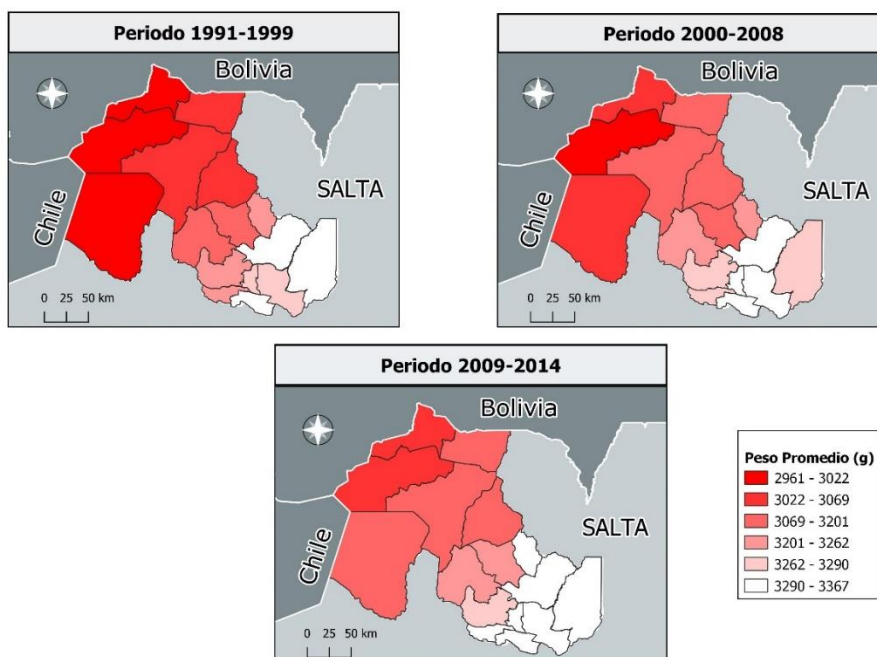 Periodo 1991-1999
Bolivia
SALTA
Chile
0 25 50 km
Periodo 2000-2008
Bolivia
SALTA
Chile
0 25 50 km
Periodo 2009-2014
Bolivia
SALTA
Chile
0 25 50 km
Peso Promedio (g)
2961 - 3022
3022 - 3069
3069 - 3201
3201 - 3262
3262 - 3290
3290 - 3367